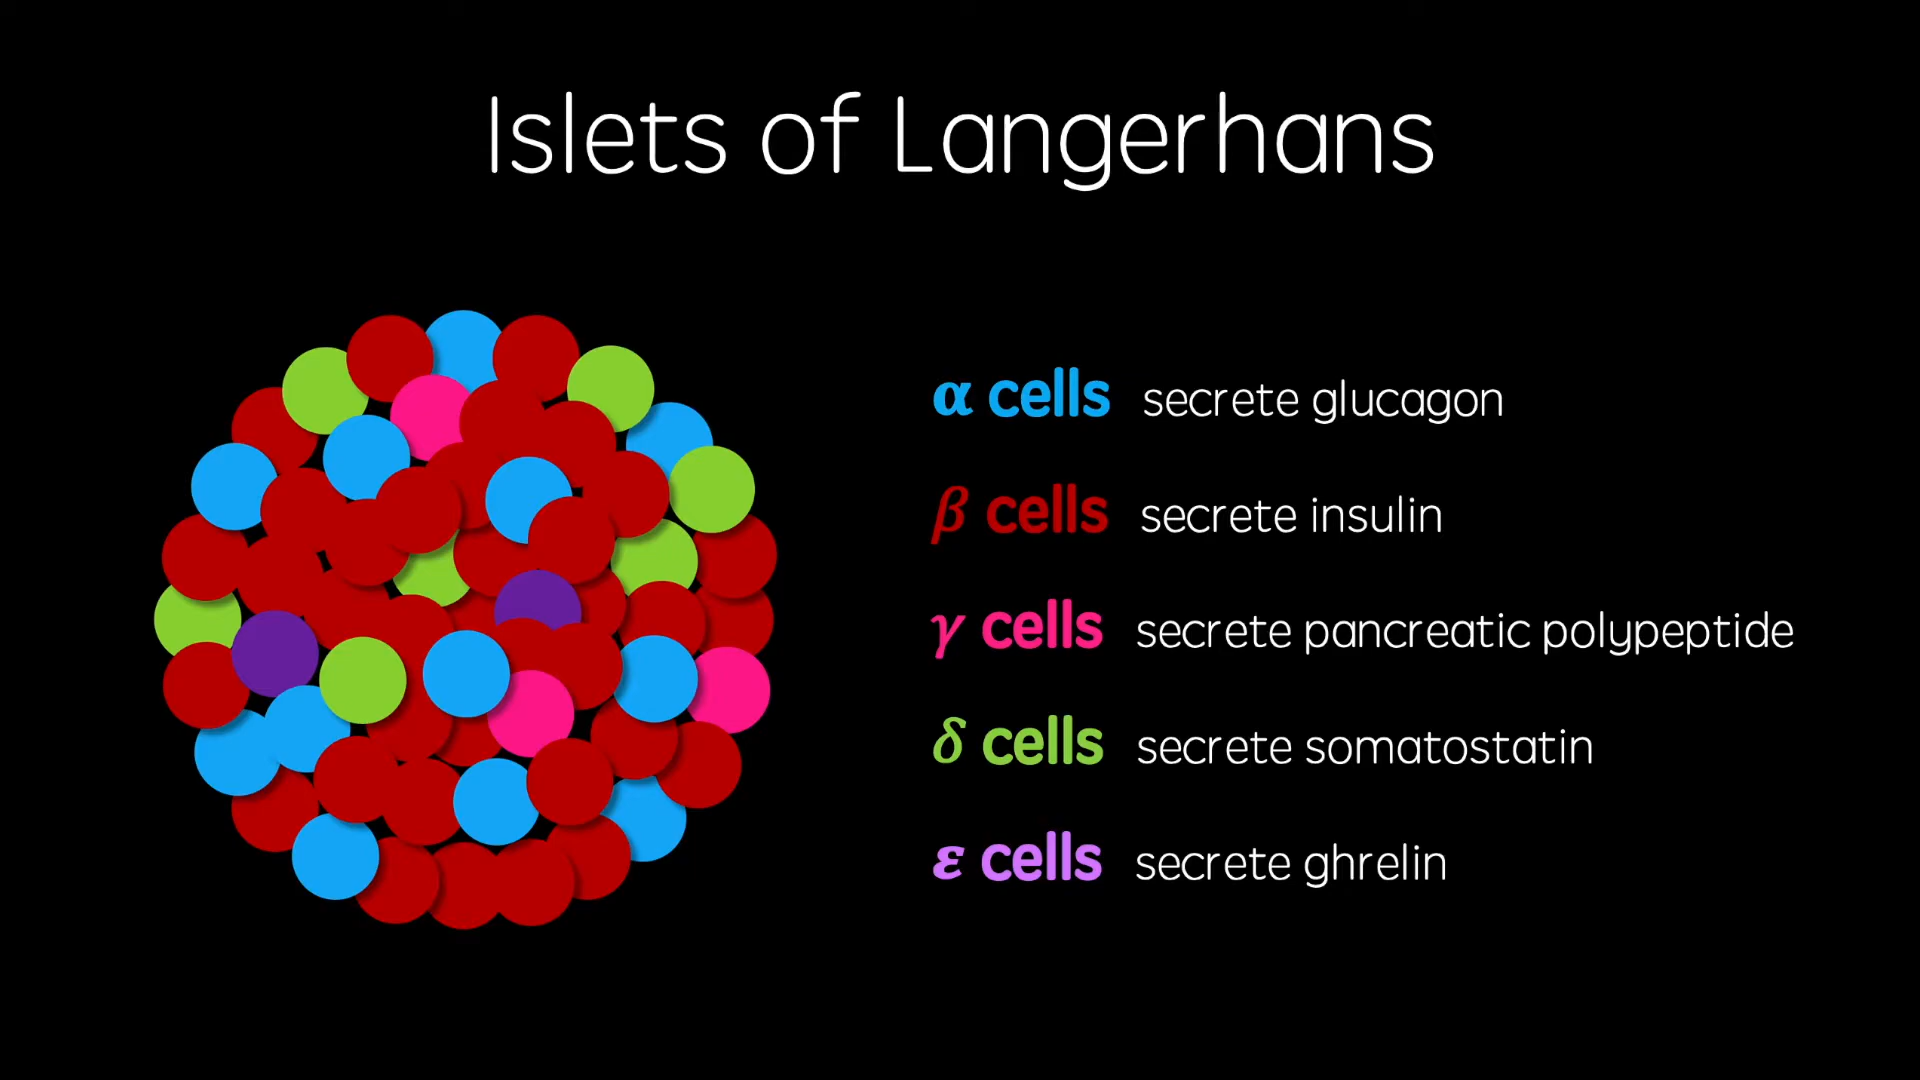 Islets of Langerhans
α cells secrete glucagon
β cells secrete insulin
γ cells secrete pancreatic polypeptide
δ cells secrete somatostatin
ε cells secrete ghrelin